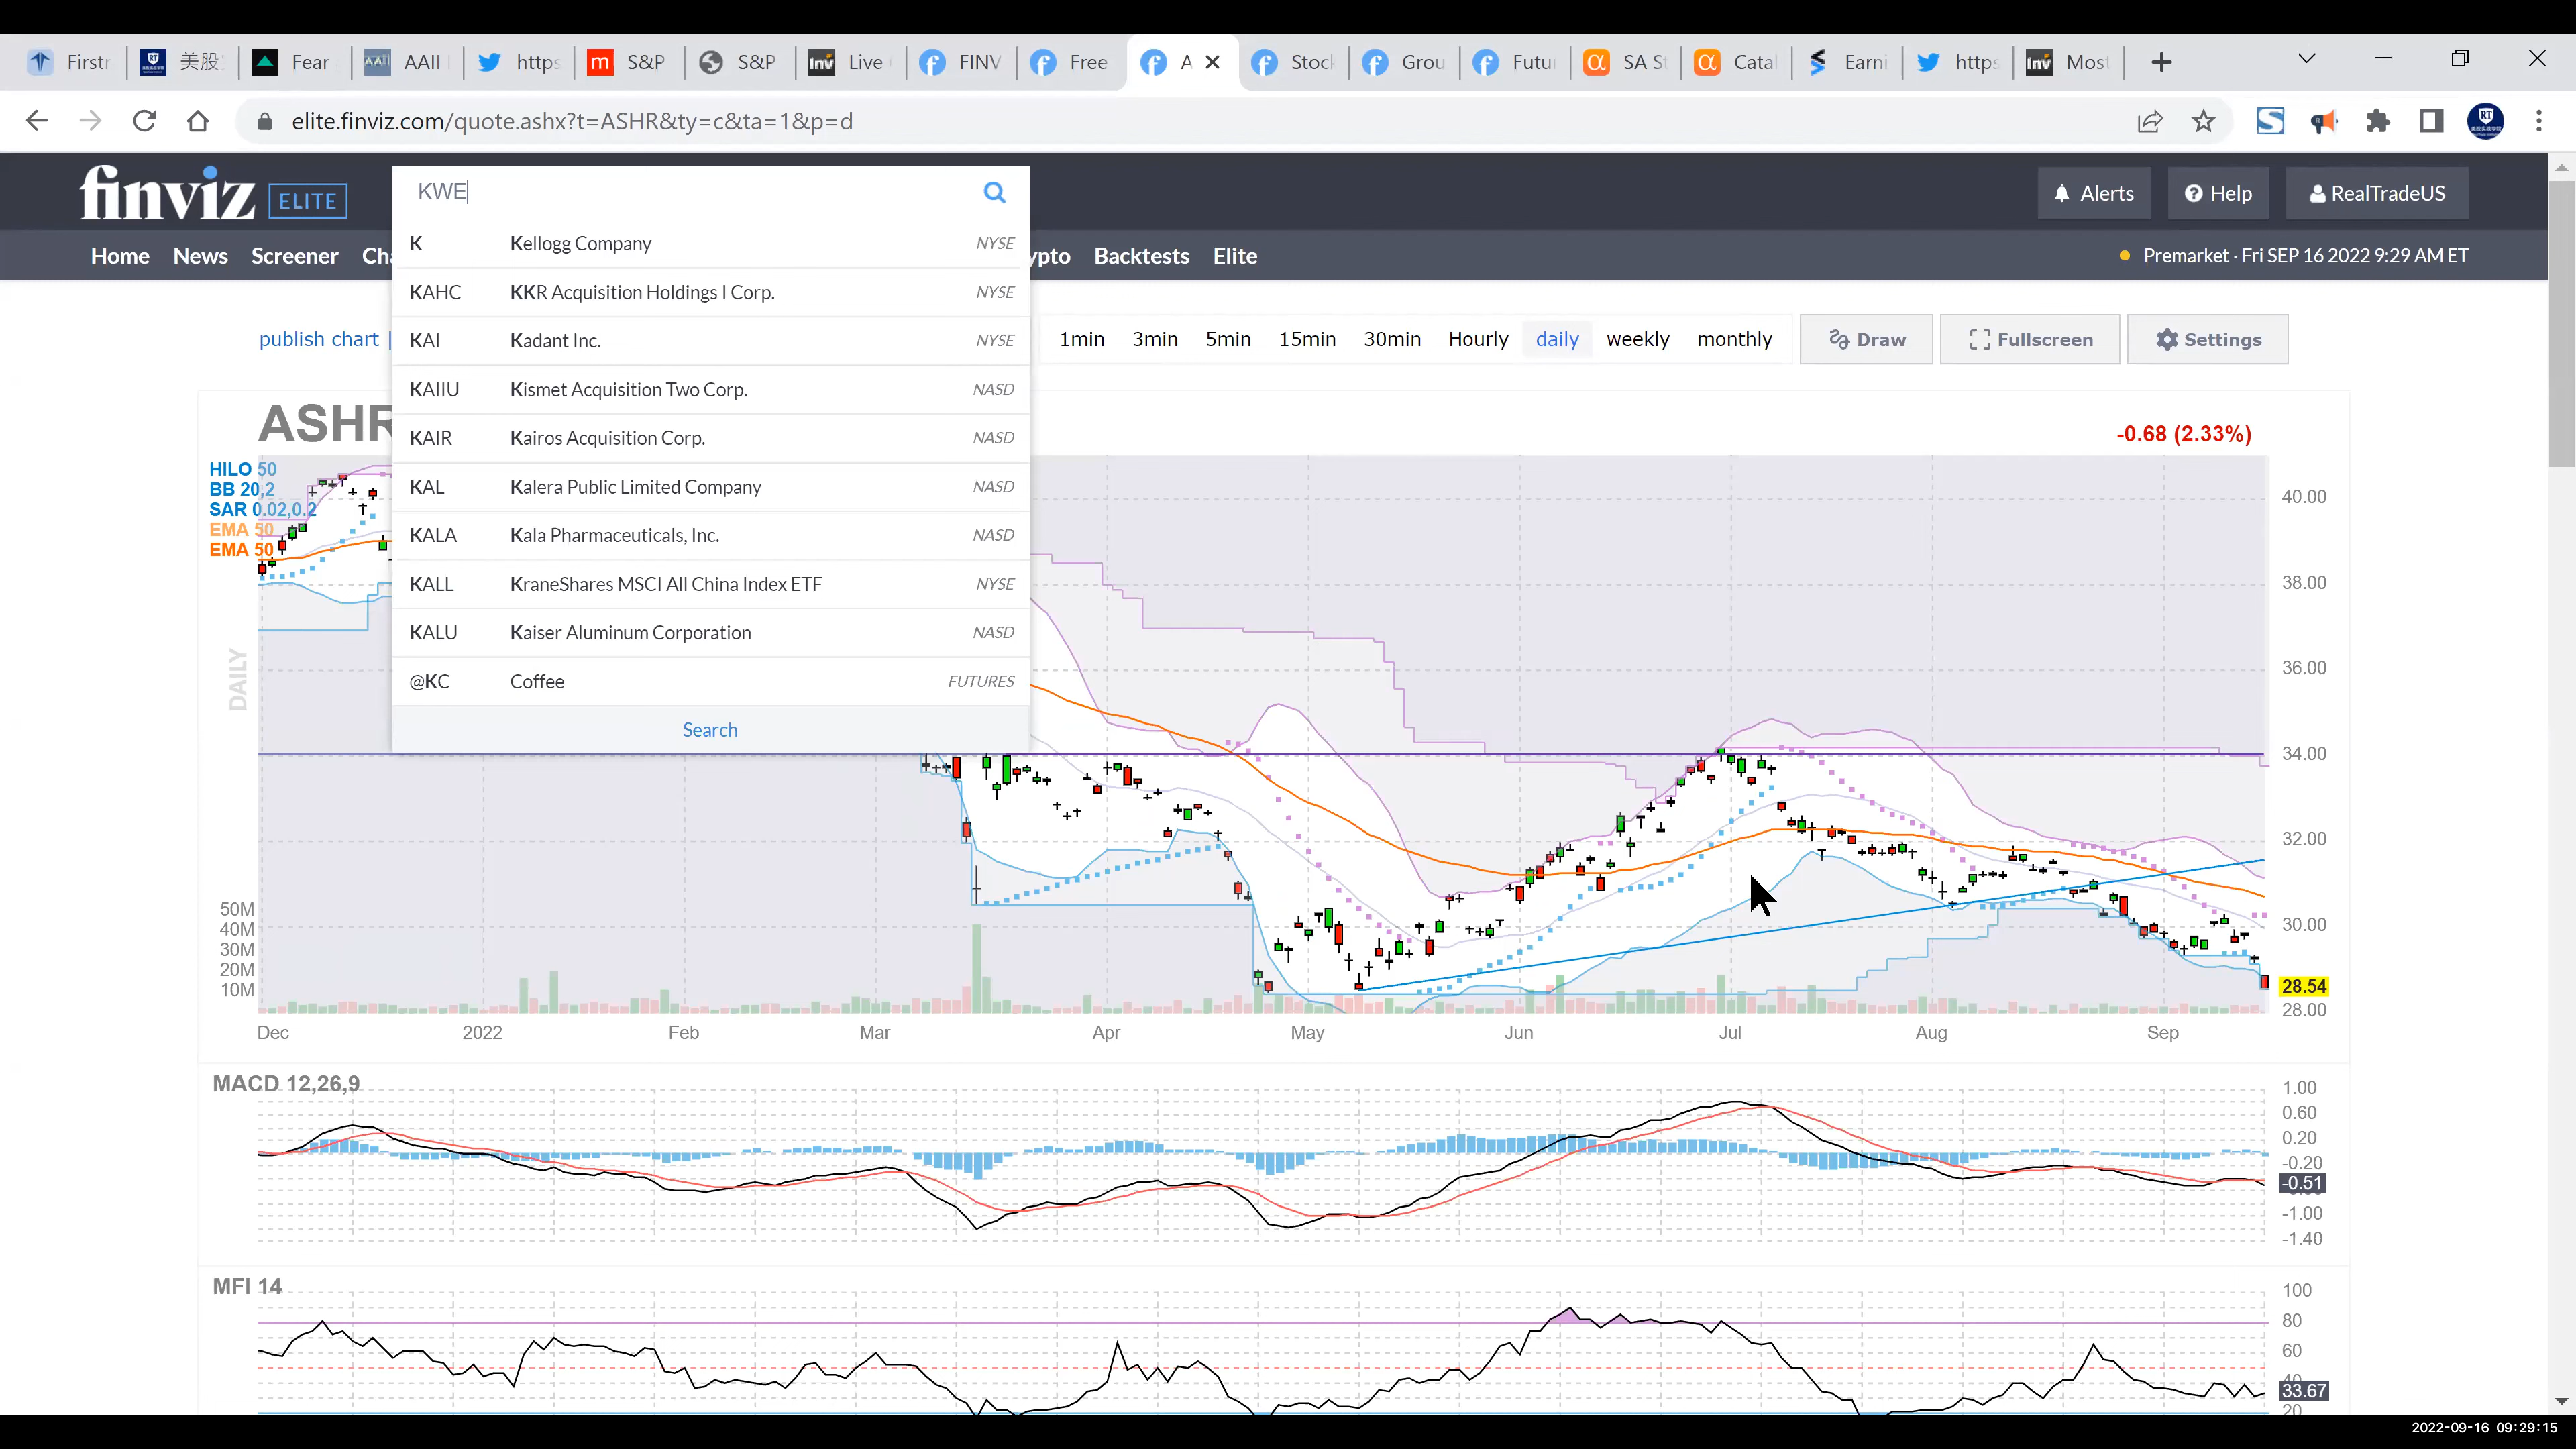 Firstr
美股
Fear
AAII
https
S&P
S&P
Live
FINV
Free
A
Stock
Grou
Futu
SA St
Catal
Earni
https
Most
elite.finviz.com/quote.ashx?t=ASHR&ty=c&ta=1&p=d
finviz ELITE
KWE
Alerts
Help
RealTradeUS
Home News Screener Cha ypto Backtests Elite
Premarket · Fri SEP 16 2022 9:29 AM ET
K Kellogg Company NYSE
KAHC KKR Acquisition Holdings I Corp. NYSE
KAI Kadant Inc. NYSE
KAIIU Kismet Acquisition Two Corp. NASD
KAIR Kairos Acquisition Corp. NASD
KAL Kalera Public Limited Company NASD
KALA Kala Pharmaceuticals, Inc. NASD
KALL KraneShares MSCI All China Index ETF NYSE
KALU Kaiser Aluminum Corporation NASD
@KC Coffee FUTURES
Search
publish chart |
1min 3min 5min 15min 30min Hourly daily weekly monthly
Draw
Fullscreen
Settings
ASHR
-0.68 (2.33%)
HILO 50
BB 20,2
SAR 0.02,0.2
EMA 50
EMA 50
DAILY
40.00
38.00
36.00
34.00
32.00
30.00
28.54
28.00
50M
40M
30M
20M
10M
Dec 2022 Feb Mar Apr May Jun Jul Aug Sep
MACD 12,26,9
1.00
0.60
0.20
-0.20
-0.51
-1.00
-1.40
MFI 14
100
80
60
40
33.67
20
2022-09-16 09:29:15